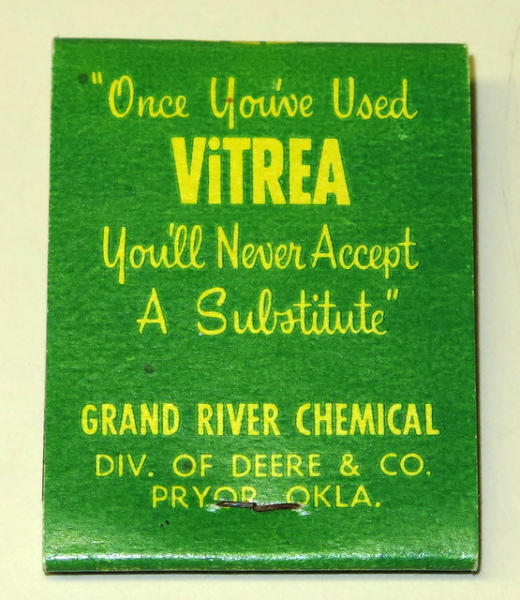 "Once You've Used
ViTREA
You'll Never Accept
A Substitute"
GRAND RIVER CHEMICAL
DIV. OF DEERE & CO.
PRYOR, OKLA.